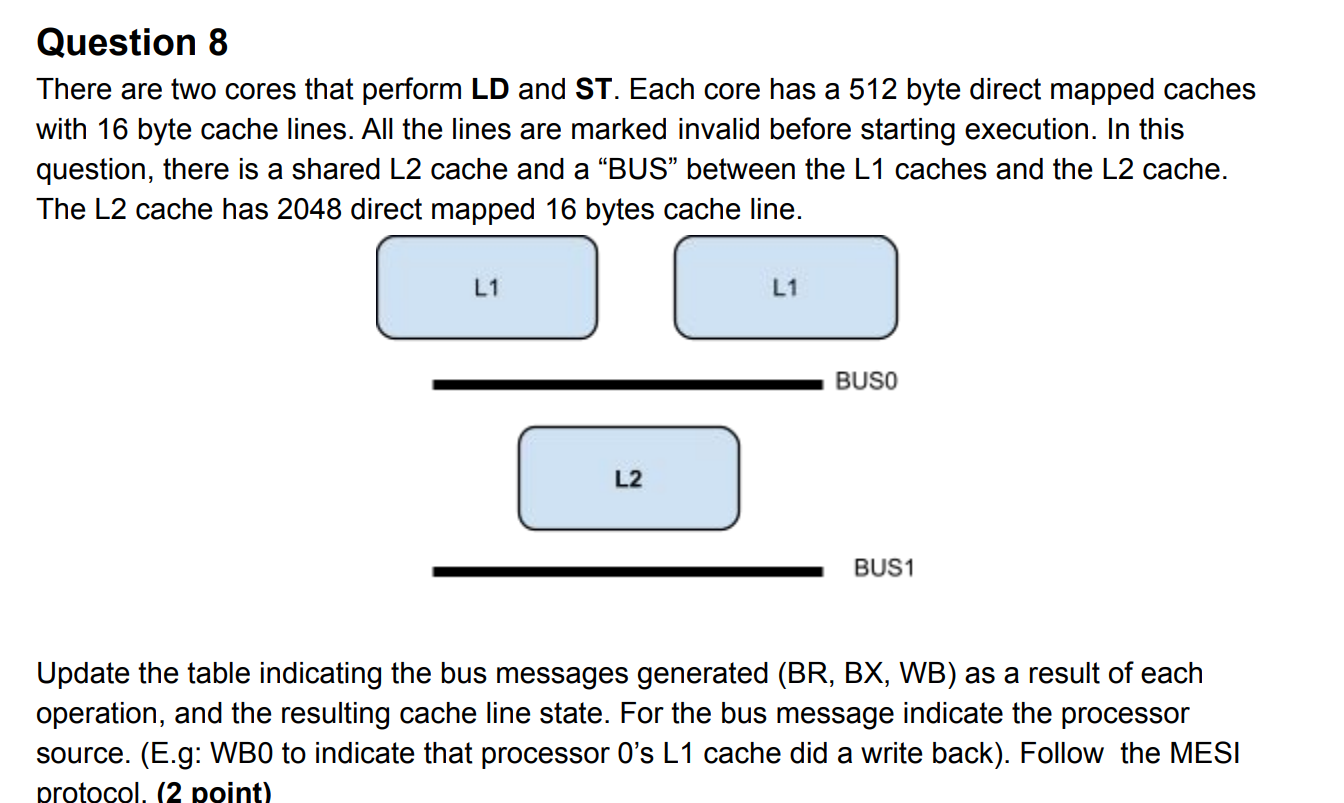 Question 8
There are two cores that perform LD and ST. Each core has a 512 byte direct mapped caches
with 16 byte cache lines. All the lines are marked invalid before starting execution. In this
question, there is a shared L2 cache and a “BUS” between the L1 caches and the L2 cache.
The L2 cache has 2048 direct mapped 16 bytes cache line.
L1
L1
BUS0
L2
BUS1
Update the table indicating the bus messages generated (BR, BX, WB) as a result of each
operation, and the resulting cache line state. For the bus message indicate the processor
source. (E.g: WB0 to indicate that processor 0’s L1 cache did a write back). Follow the MESI
protocol. (2 point)